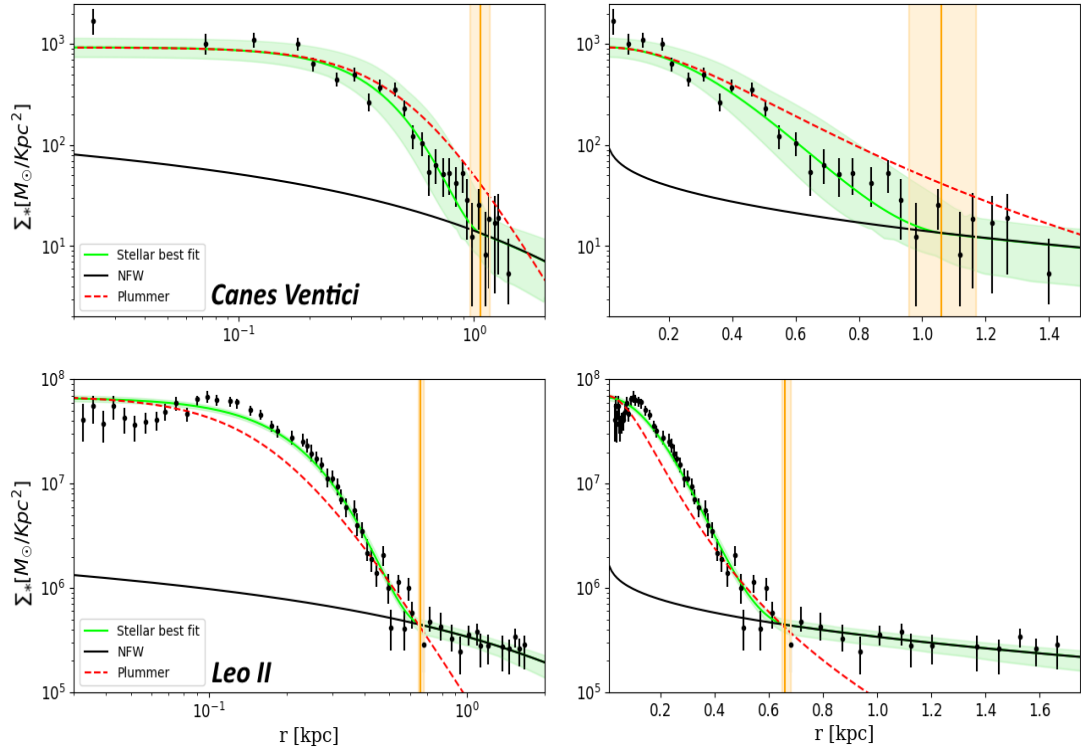 Σ*[M⊙/Kpc²]
10³
10²
10¹
Stellar best fit
NFW
Plummer
Canes Ventici
10⁻¹
10⁰
10³
10²
10¹
0.2
0.4
0.6
0.8
1.0
1.2
1.4
Σ*[M⊙/Kpc²]
10⁸
10⁷
10⁶
10⁵
Stellar best fit
NFW
Plummer
Leo II
10⁻¹
10⁰
r [kpc]
10⁸
10⁷
10⁶
10⁵
0.2
0.4
0.6
0.8
1.0
1.2
1.4
1.6
r [kpc]